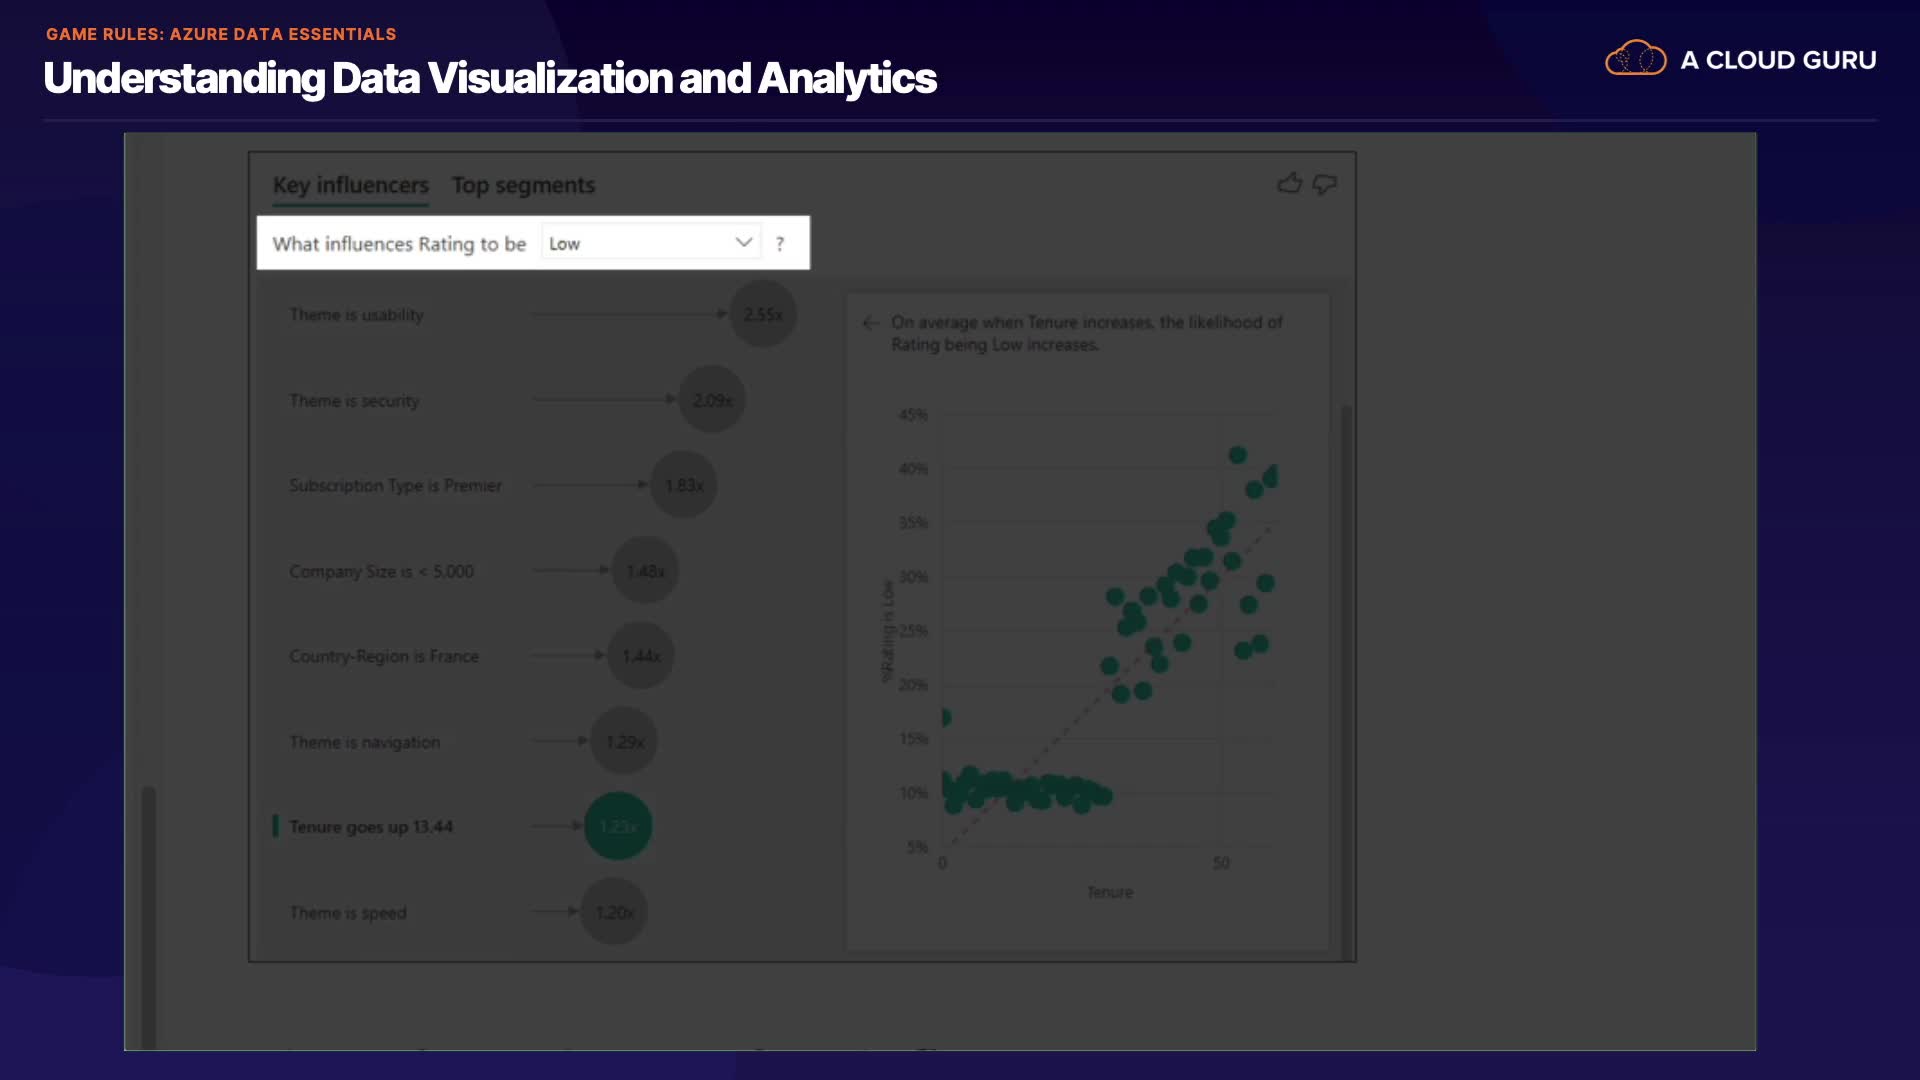 GAME RULES: AZURE DATA ESSENTIALS
Understanding Data Visualization and Analytics
A CLOUD GURU
Key influencers Top segments
What influences Rating to be Low ?
Theme is usability 2.55x
Theme is security 2.09x
Subscription Type is Premier 1.83x
Company Size is < 5,000 1.48x
Country-Region is France 1.44x
Theme is navigation 1.29x
Tenure goes up 13.44 1.23x
Theme is speed 1.20x
On average when Tenure increases, the likelihood of
Rating being Low increases.
45%
40%
35%
30%
25%
20%
15%
10%
5%
%Rating is Low
0 50
Tenure